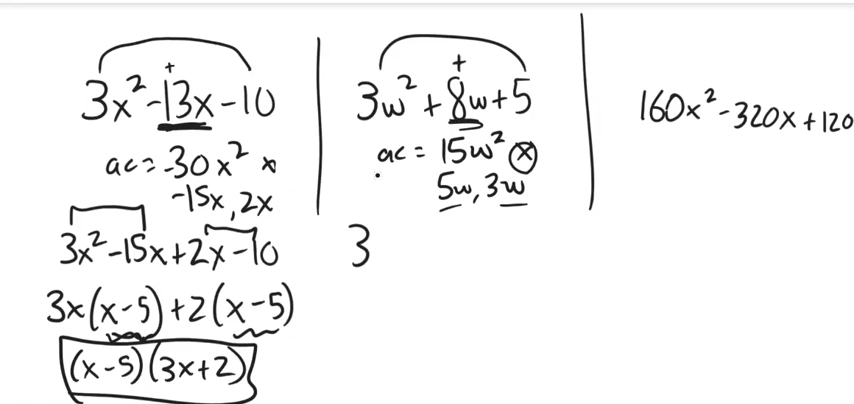 +
3x² - 13x - 10
ac = -30x² x
-15x, 2x
3x² - 15x + 2x - 10
3x(x - 5) + 2(x - 5)
(x - 5)(3x + 2)
+
3w² + 8w + 5
ac = 15w² x
5w, 3w
3
160x² - 320x + 120